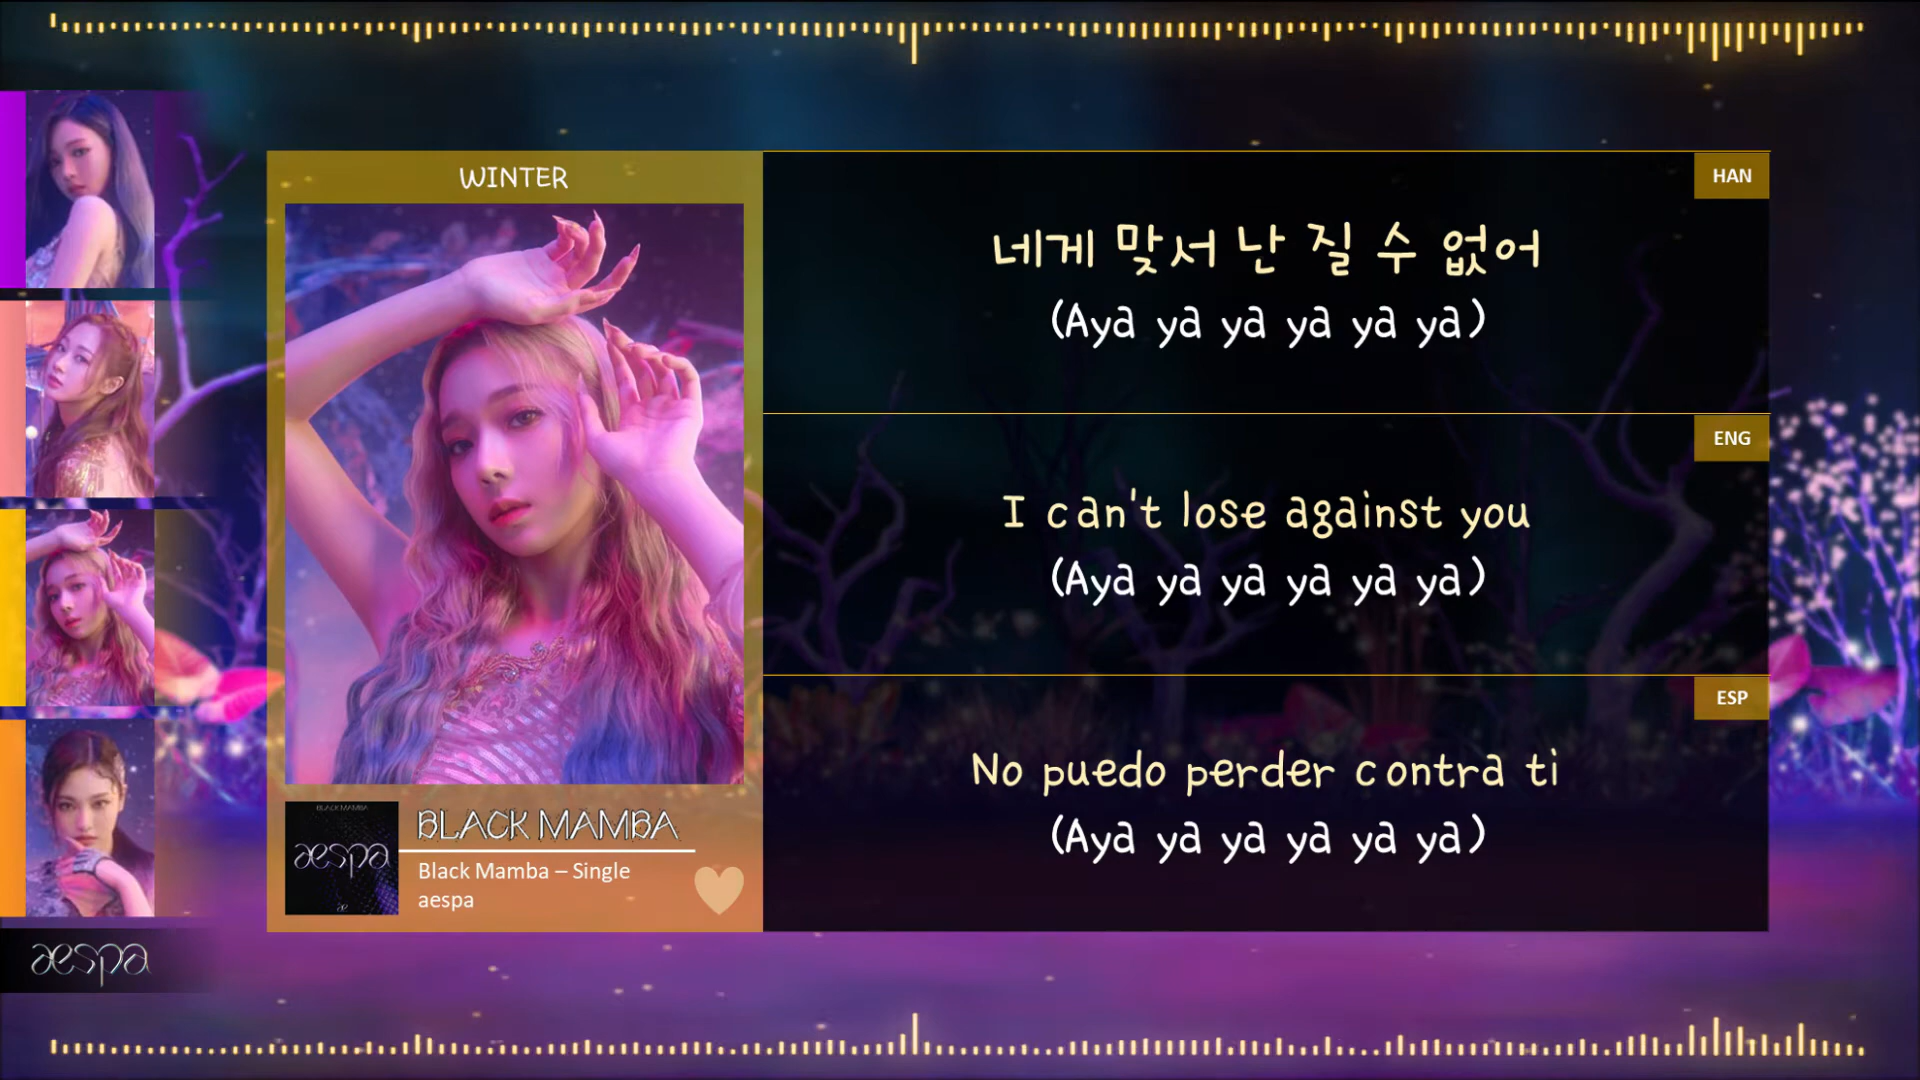 WINTER
BLACK MAMBA
aespa
æ
BLACK MAMBA
Black Mamba – Single
aespa
HAN
네게 맞서 난 질 수 없어
(Aya ya ya ya ya ya)
ENG
I can't lose against you
(Aya ya ya ya ya ya)
ESP
No puedo perder contra ti
(Aya ya ya ya ya ya)
aespa